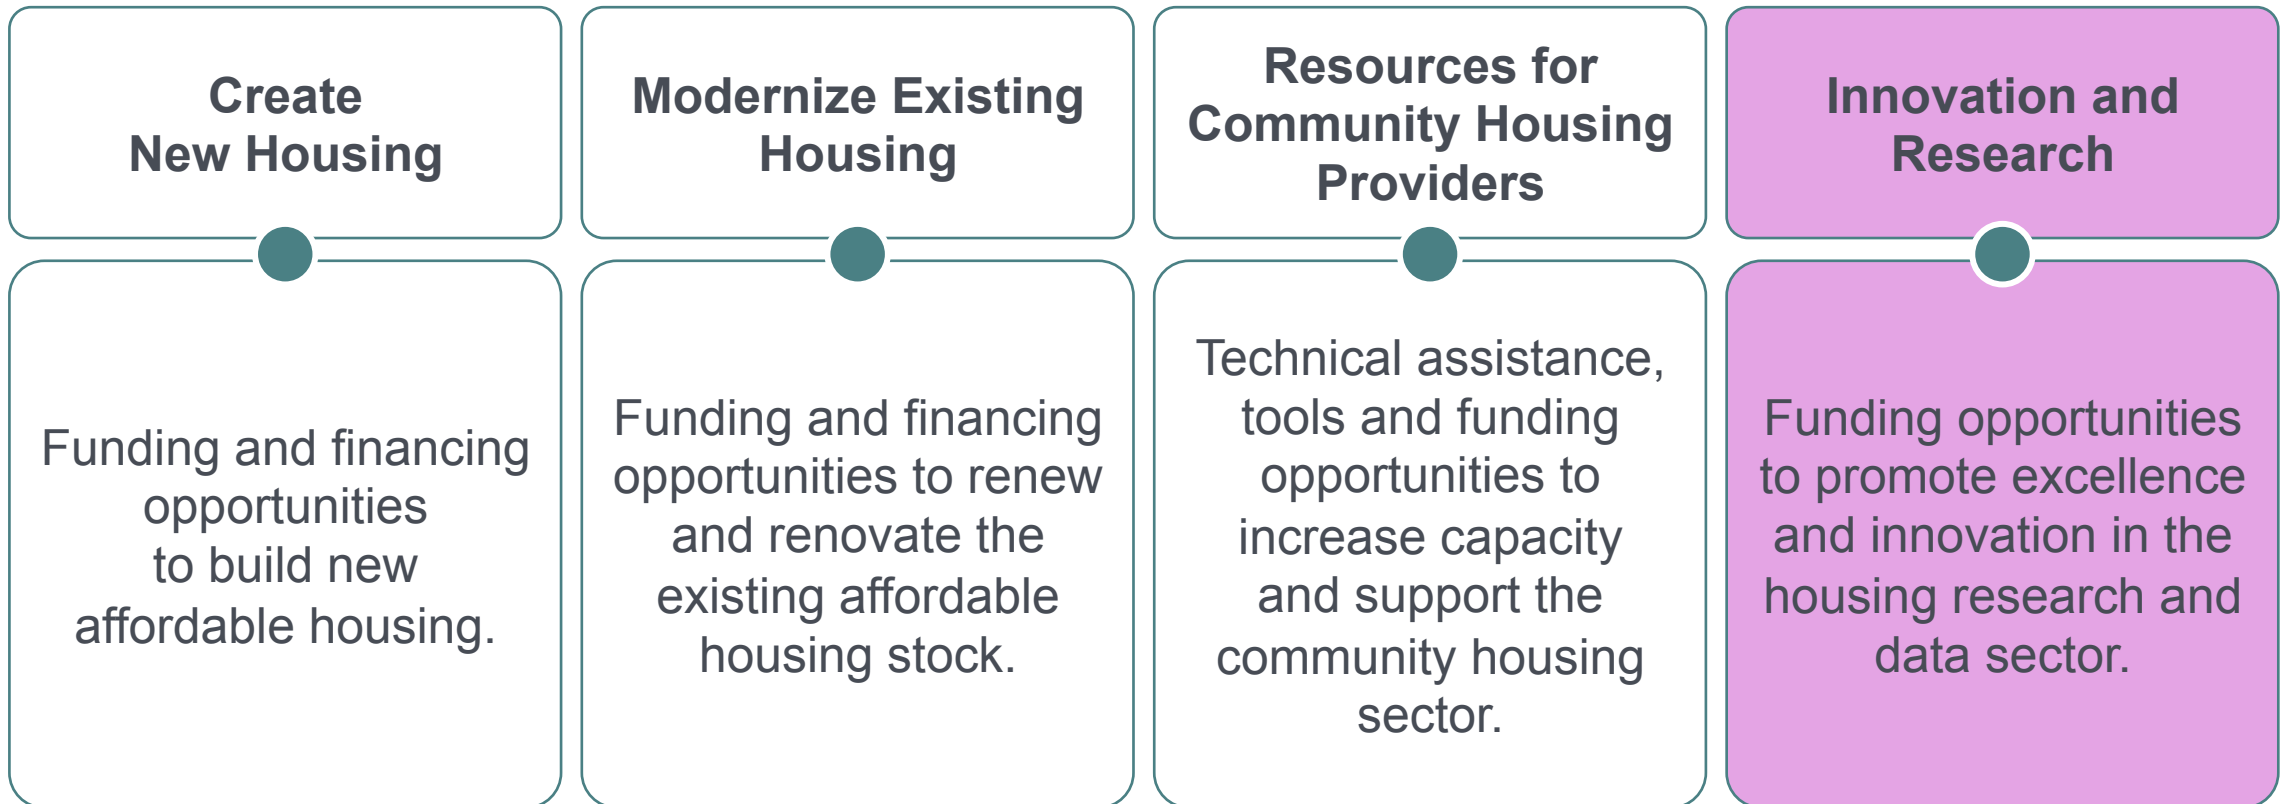 Create
New Housing
Funding and financing
opportunities
to build new
affordable housing.
Modernize Existing
Housing
Funding and financing
opportunities to renew
and renovate the
existing affordable
housing stock.
Resources for
Community Housing
Providers
Technical assistance,
tools and funding
opportunities to
increase capacity
and support the
community housing
sector.
Innovation and
Research
Funding opportunities
to promote excellence
and innovation in the
housing research and
data sector.